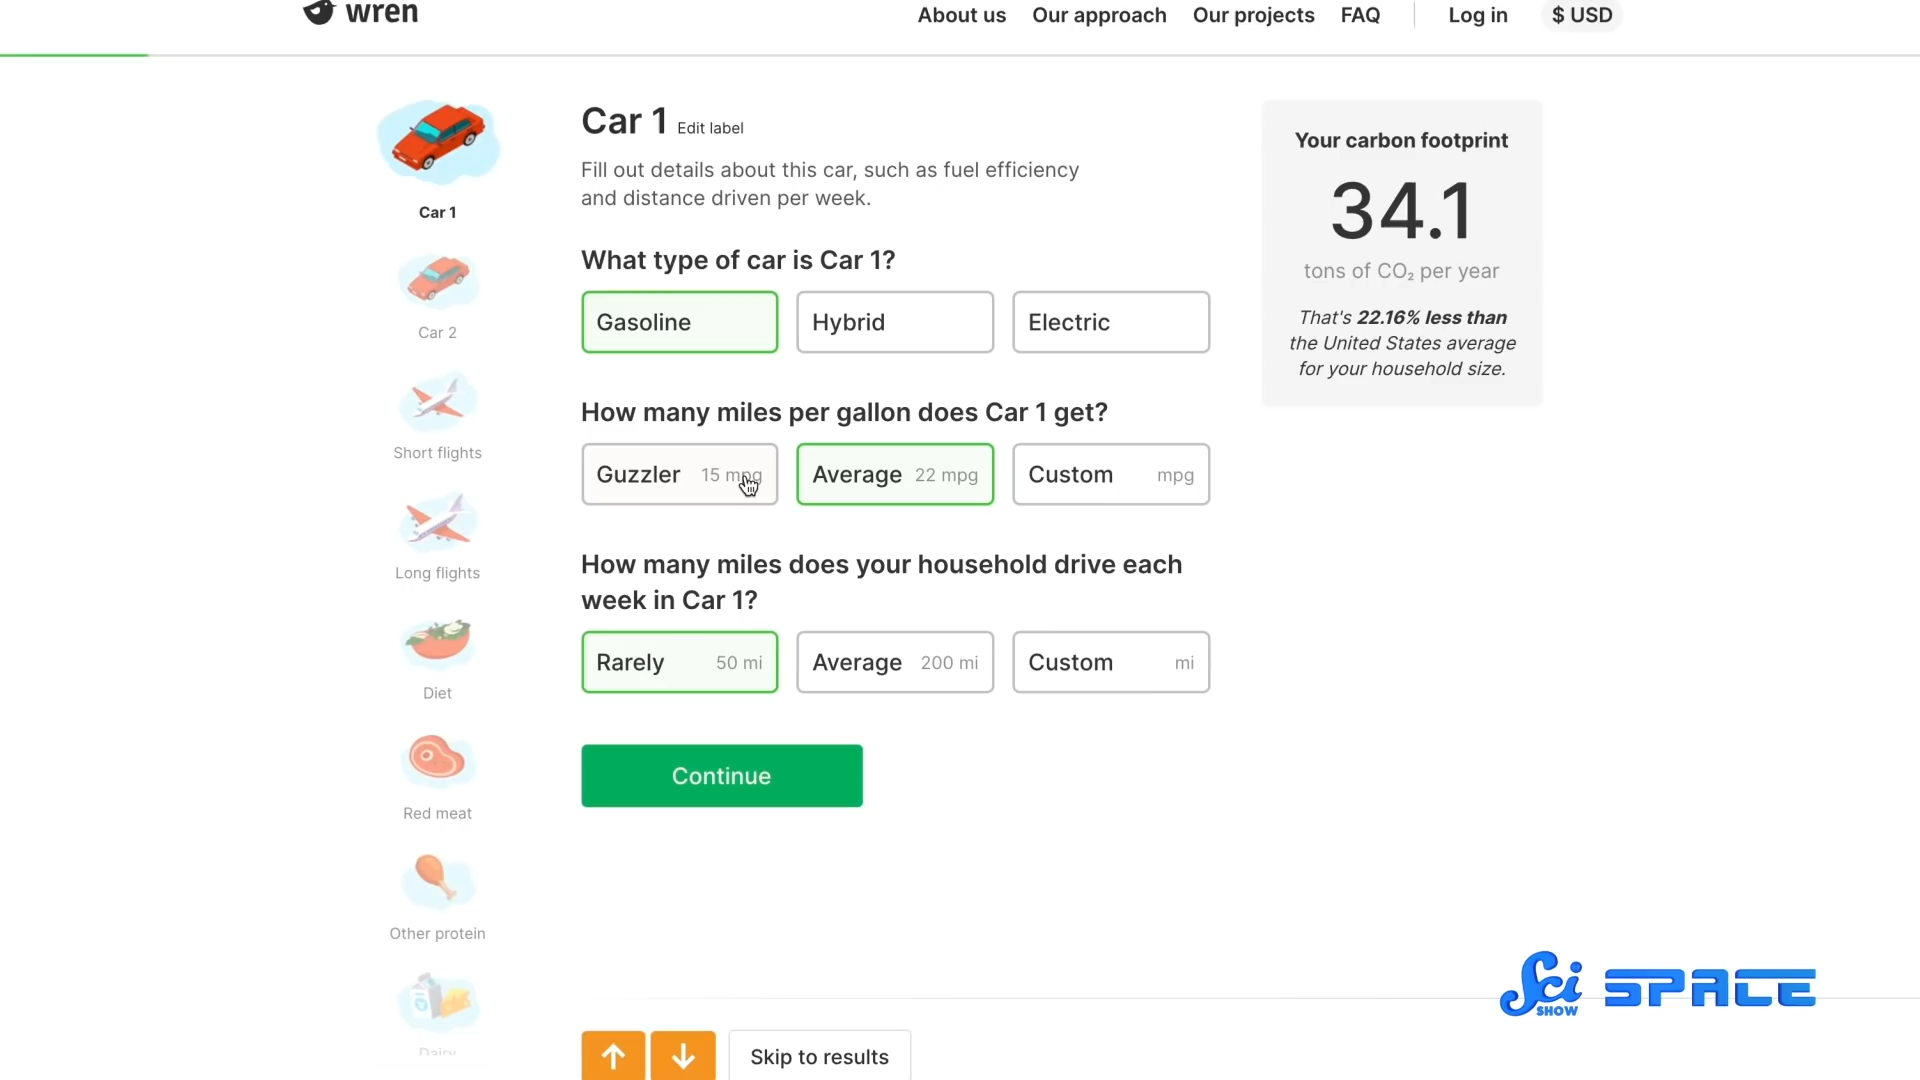 wren
About us
Our approach
Our projects
FAQ
Log in
$ USD
Car 1
Car 2
Short flights
Long flights
Diet
Red meat
Other protein
Dairy
Car 1 Edit label
Fill out details about this car, such as fuel efficiency
and distance driven per week.
What type of car is Car 1?
Gasoline
Hybrid
Electric
How many miles per gallon does Car 1 get?
Guzzler 15 mpg
Average 22 mpg
Custom mpg
How many miles does your household drive each
week in Car 1?
Rarely 50 mi
Average 200 mi
Custom mi
Continue
Skip to results
Your carbon footprint
34.1
tons of CO₂ per year
That's 22.16% less than
the United States average
for your household size.
Sci SHOW SPACE